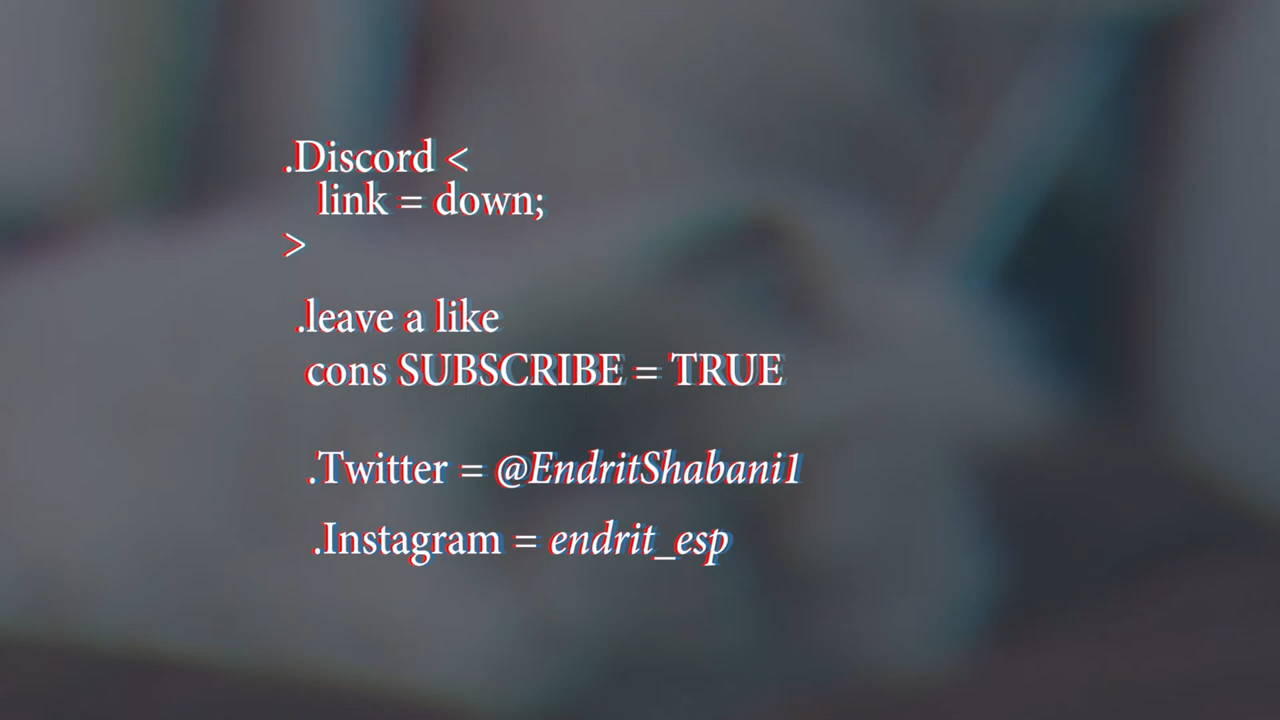 .Discord <
link = down;
>
.leave a like
cons SUBSCRIBE = TRUE
.Twitter = @EndritShabani1
.Instagram = endrit_esp